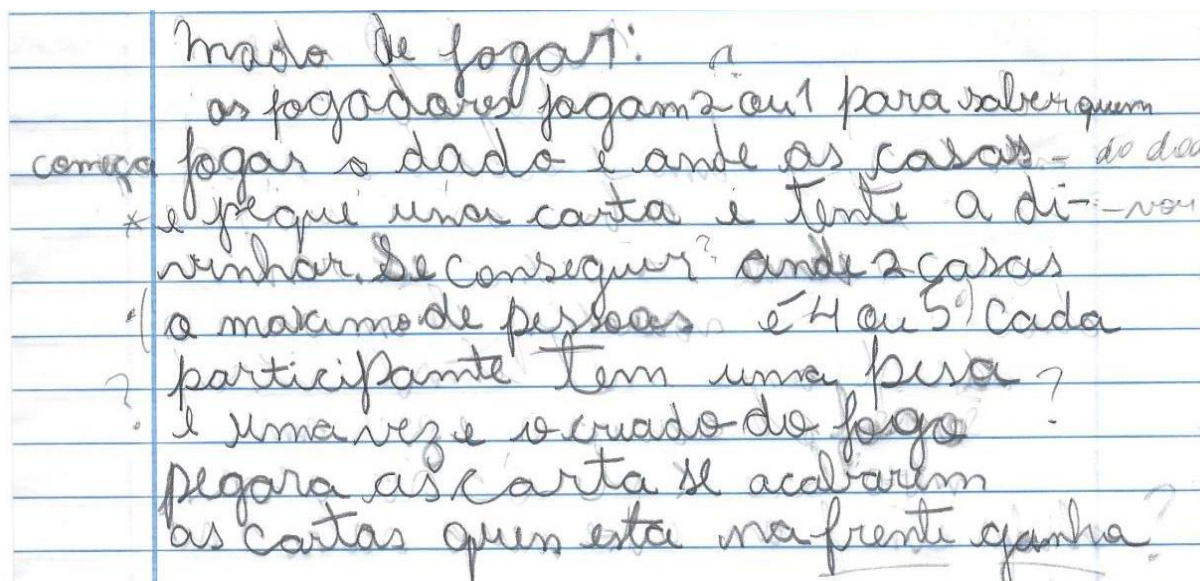 modo de jogar:
os jogadores jogam 2 ou 1 para saber quem
começa jogar o dado e ande as casas - do dad
* e pegue uma carta e tente a di-
vinhar. Se conseguir ? ande 2 casas
( o maximo de pessoas é 4 ou 5 ) Cada
participante tem uma pesa ?
? e uma vez e o criado do jogo
pegara as carta se acabarem
as cartas quem esta na frente ganha ?